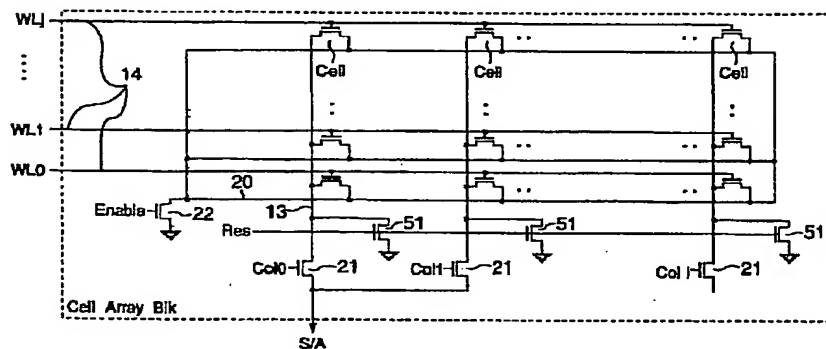 WLj
14
Cell
Cell
Cell
WL1
WL0
20
13
Enable
22
Res
51
51
51
Col0
21
Col1
21
Col i
21
Cell Array Blk
S/A